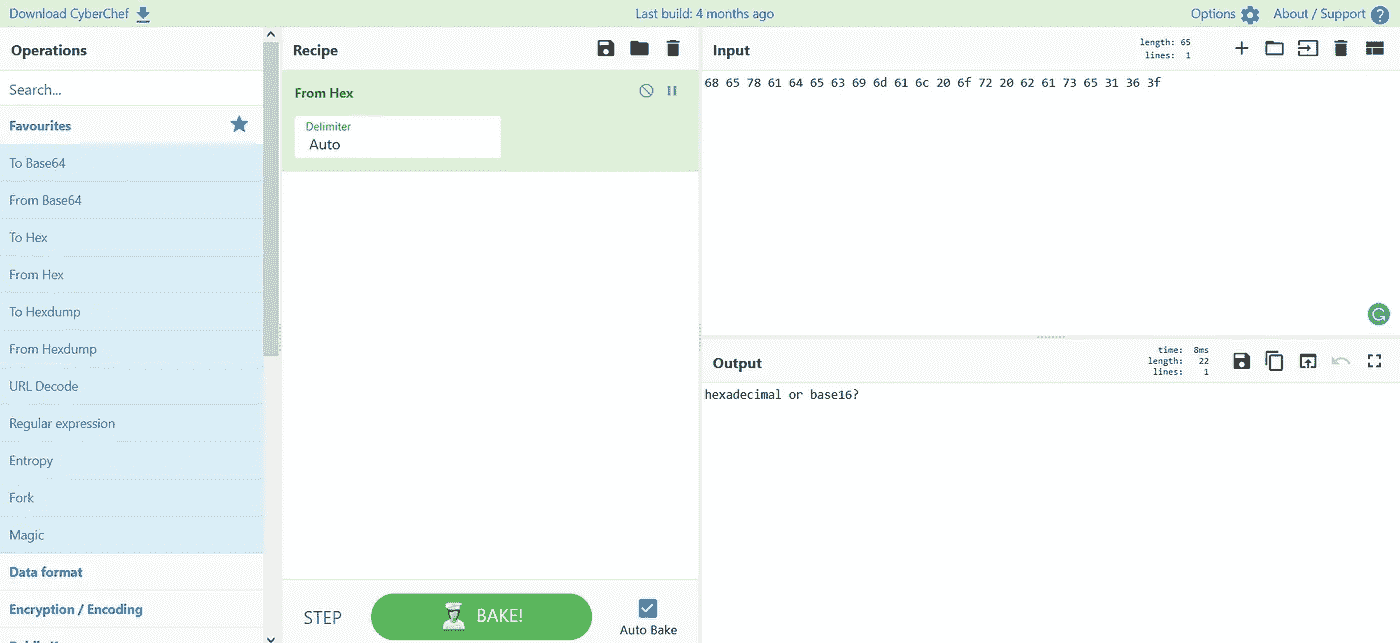 Download CyberChef
Last build: 4 months ago
Options
About / Support
Operations
Search...
Favourites
To Base64
From Base64
To Hex
From Hex
To Hexdump
From Hexdump
URL Decode
Regular expression
Entropy
Fork
Magic
Data format
Encryption / Encoding
Recipe
From Hex
Delimiter
Auto
STEP
BAKE!
Auto Bake
Input
length: 65
lines: 1
68 65 78 61 64 65 63 69 6d 61 6c 20 6f 72 20 62 61 73 65 31 36 3f
Output
time: 8ms
length: 22
lines: 1
hexadecimal or base16?